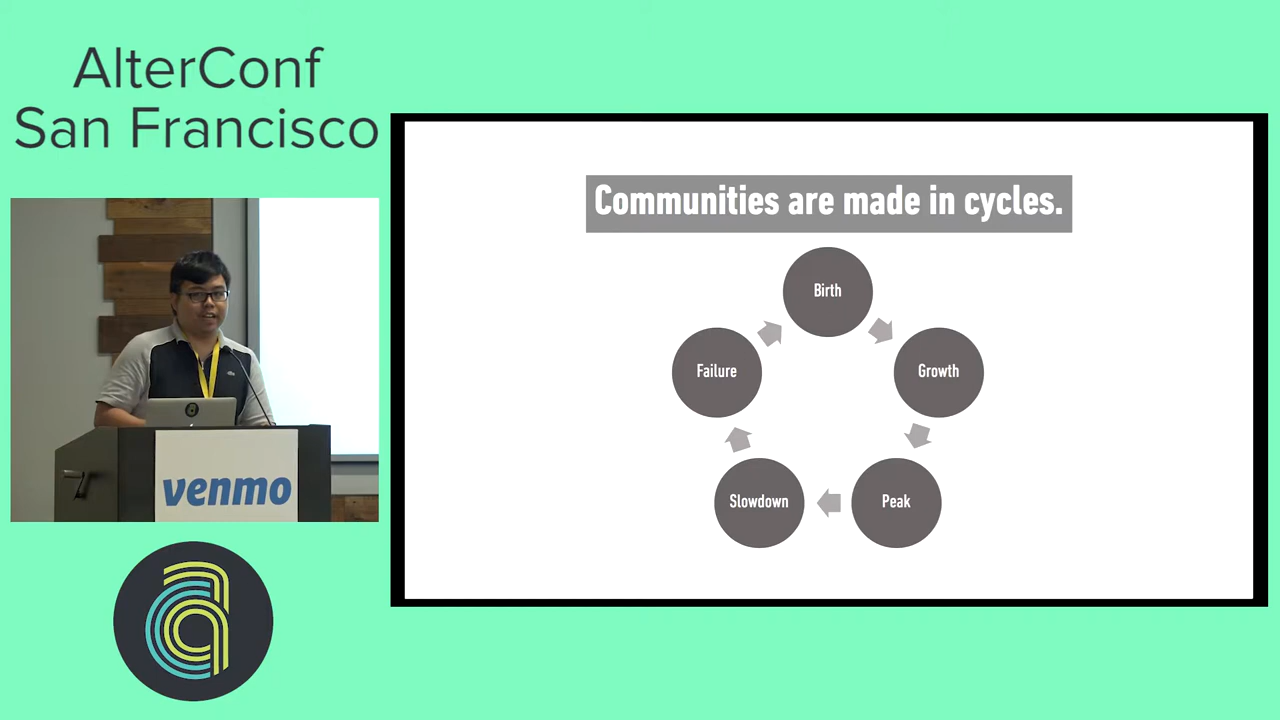 AlterConf
San Francisco
Communities are made in cycles.
Birth
Failure
Growth
Slowdown
Peak
venmo